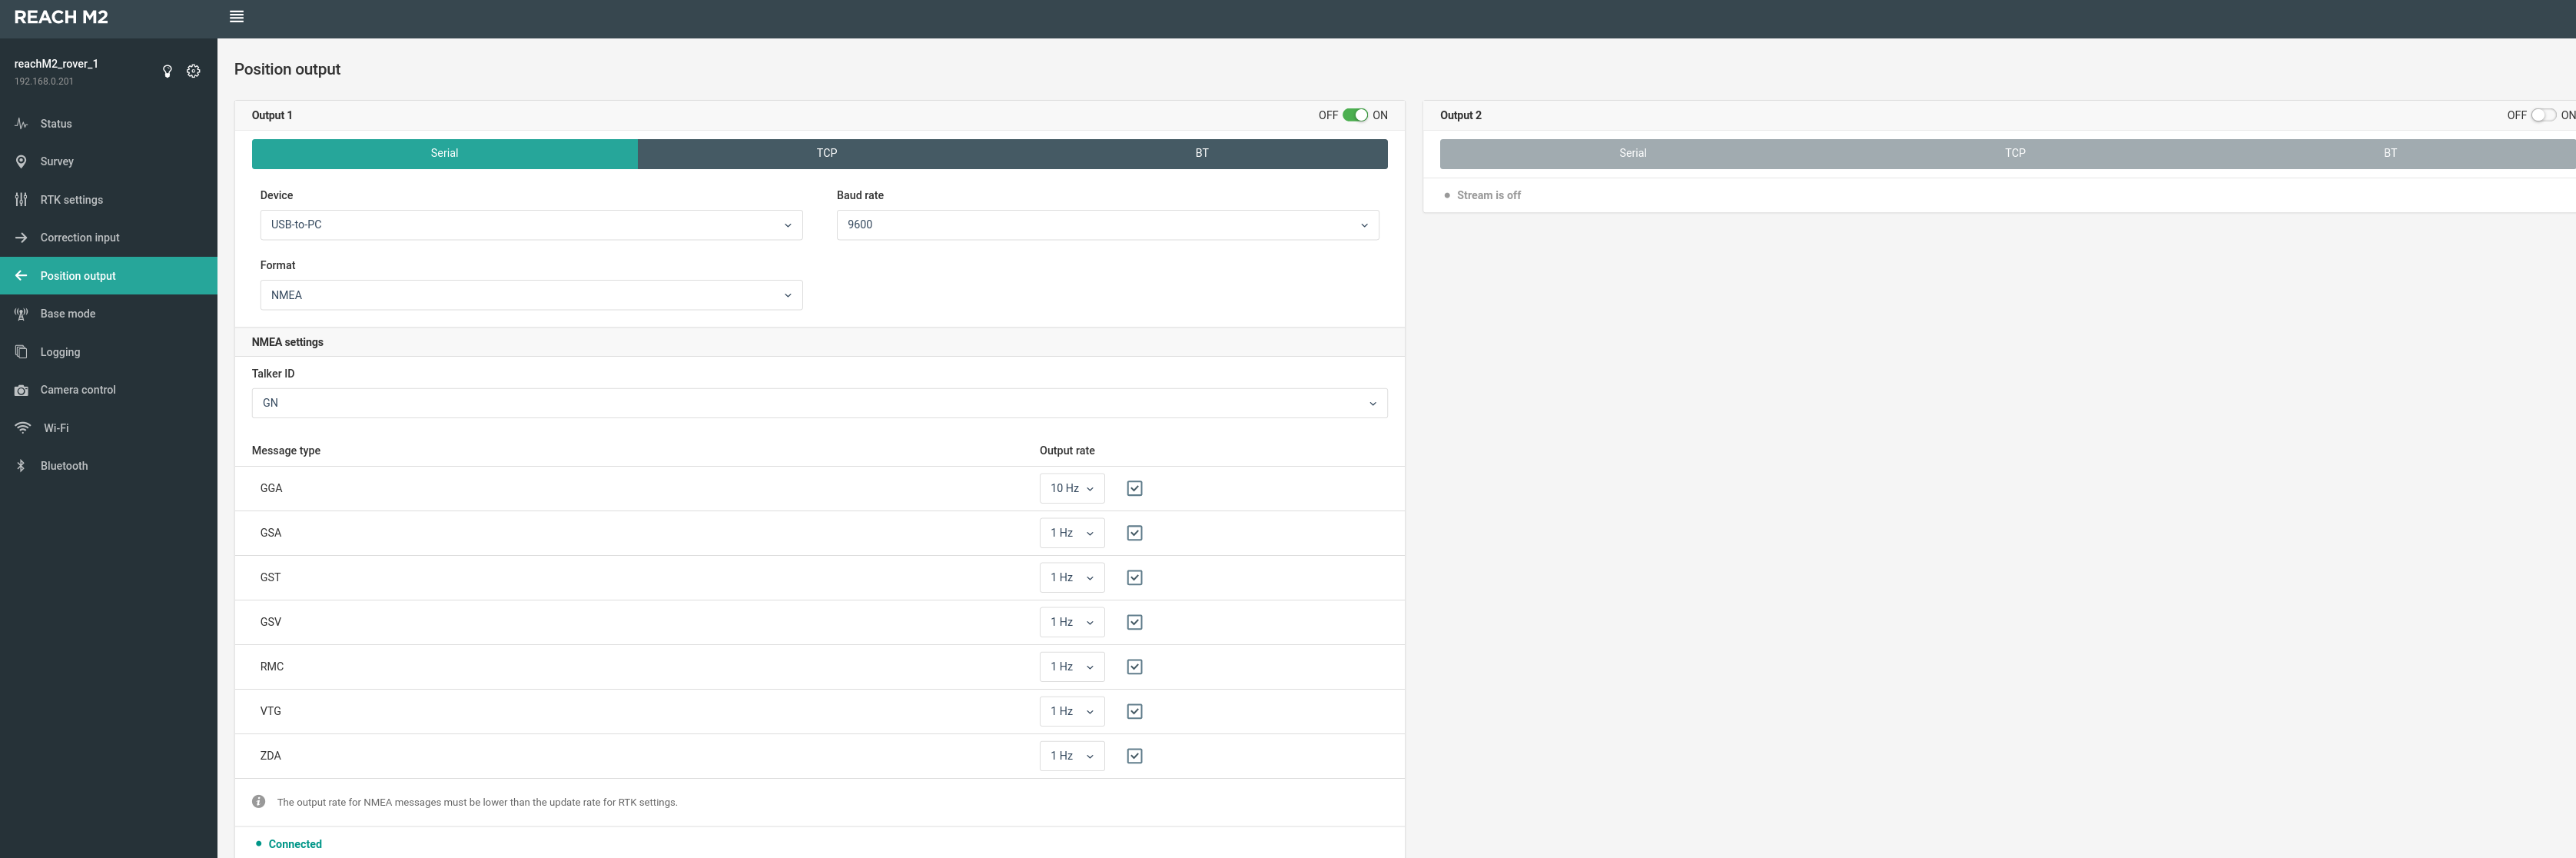 REACH M2
reachM2_rover_1
192.168.0.201
Status
Survey
RTK settings
Correction input
Position output
Base mode
Logging
Camera control
Wi-Fi
Bluetooth
Position output
Output 1 OFF ON
Serial TCP BT
Device Baud rate
USB-to-PC 9600
Format
NMEA
NMEA settings
Talker ID
GN
Message type Output rate
GGA 10 Hz
GSA 1 Hz
GST 1 Hz
GSV 1 Hz
RMC 1 Hz
VTG 1 Hz
ZDA 1 Hz
The output rate for NMEA messages must be lower than the update rate for RTK settings.
Connected
Output 2 OFF ON
Serial TCP BT
Stream is off